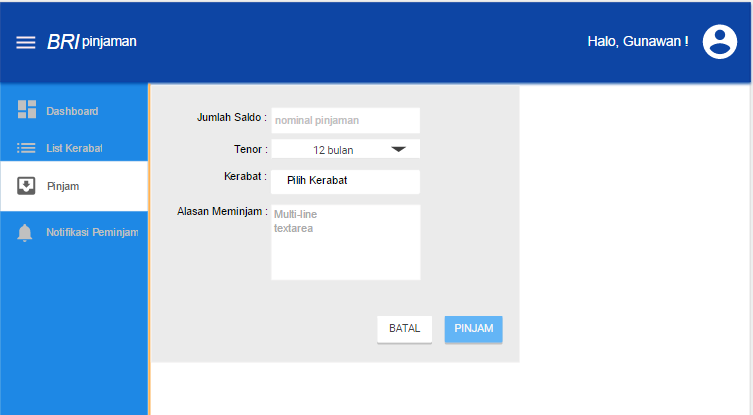 BRI pinjaman
Halo, Gunawan !
Dashboard
List Kerabat
Pinjam
Notifikasi Peminjam
Jumlah Saldo : nominal pinjaman
Tenor : 12 bulan
Kerabat : Pilih Kerabat
Alasan Meminjam : Multi-line
textarea
BATAL PINJAM